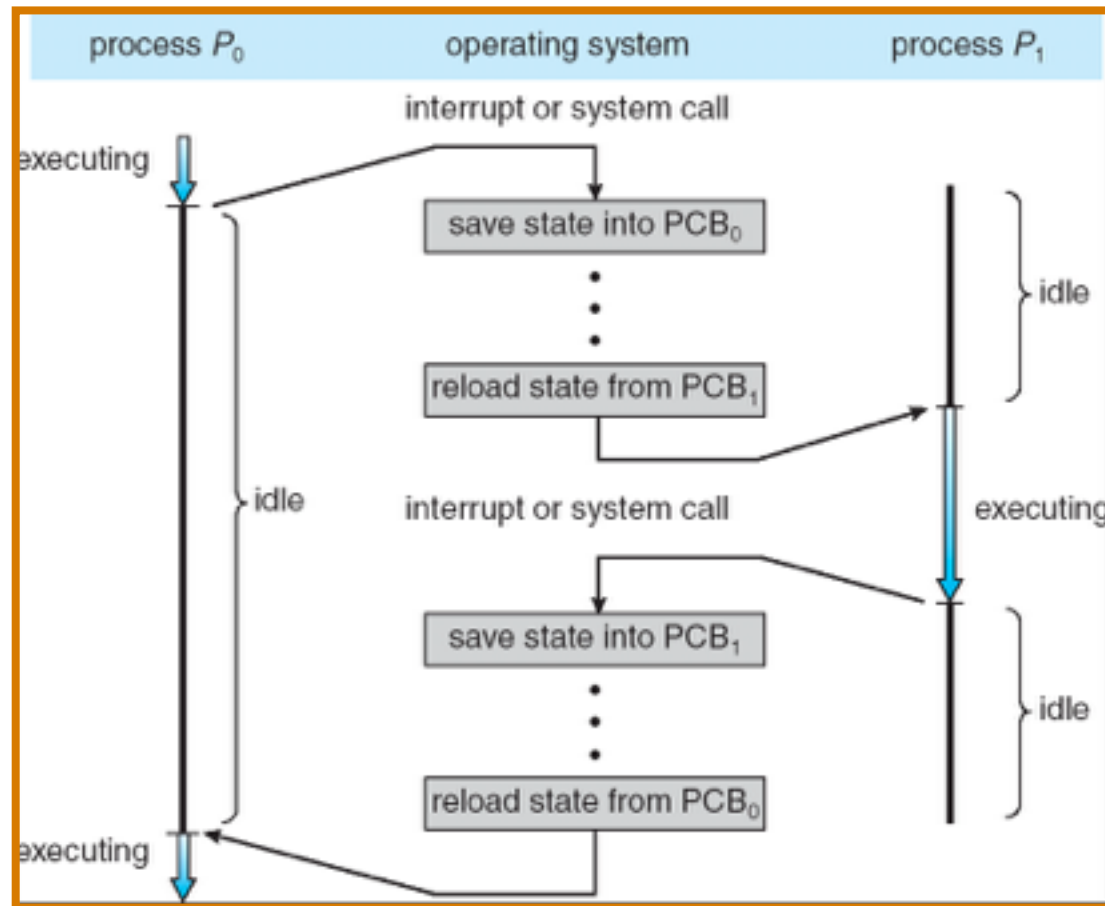 process P₀ operating system process P₁
interrupt or system call
executing
save state into PCB₀
idle
reload state from PCB₁
idle
interrupt or system call
executing
save state into PCB₁
idle
reload state from PCB₀
executing